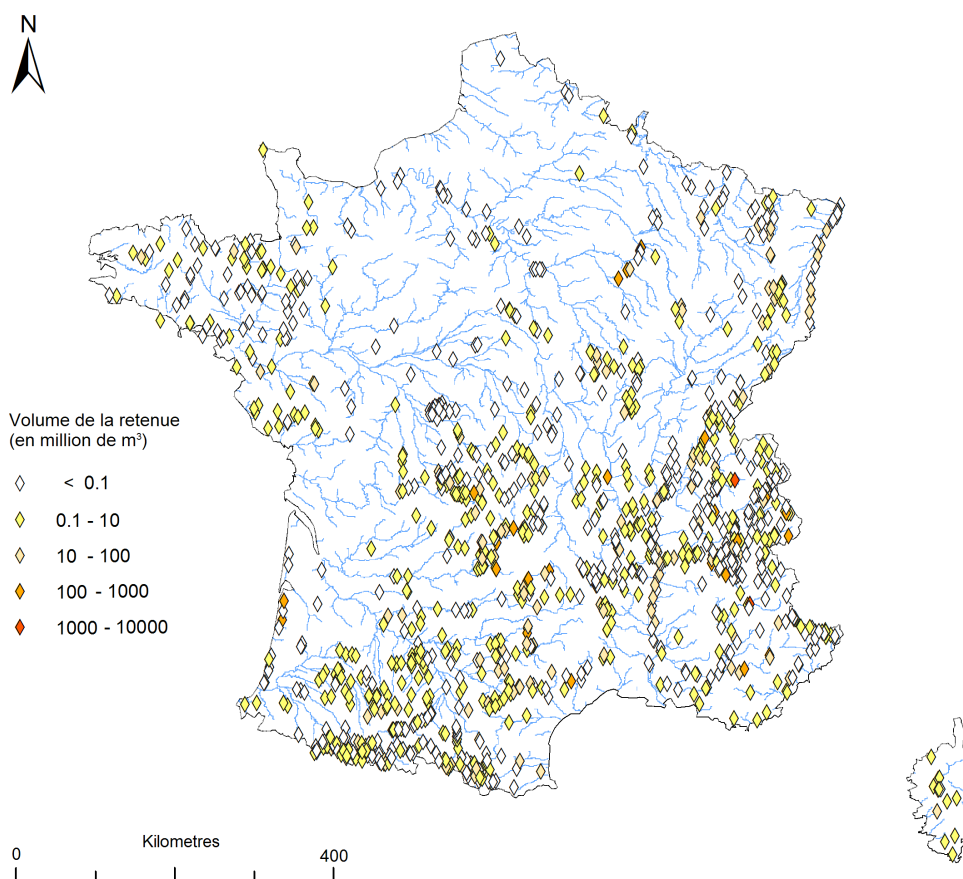 N
Volume de la retenue
(en million de m³)
< 0.1
0.1 - 10
10 - 100
100 - 1000
1000 - 10000
Kilometres
0 400